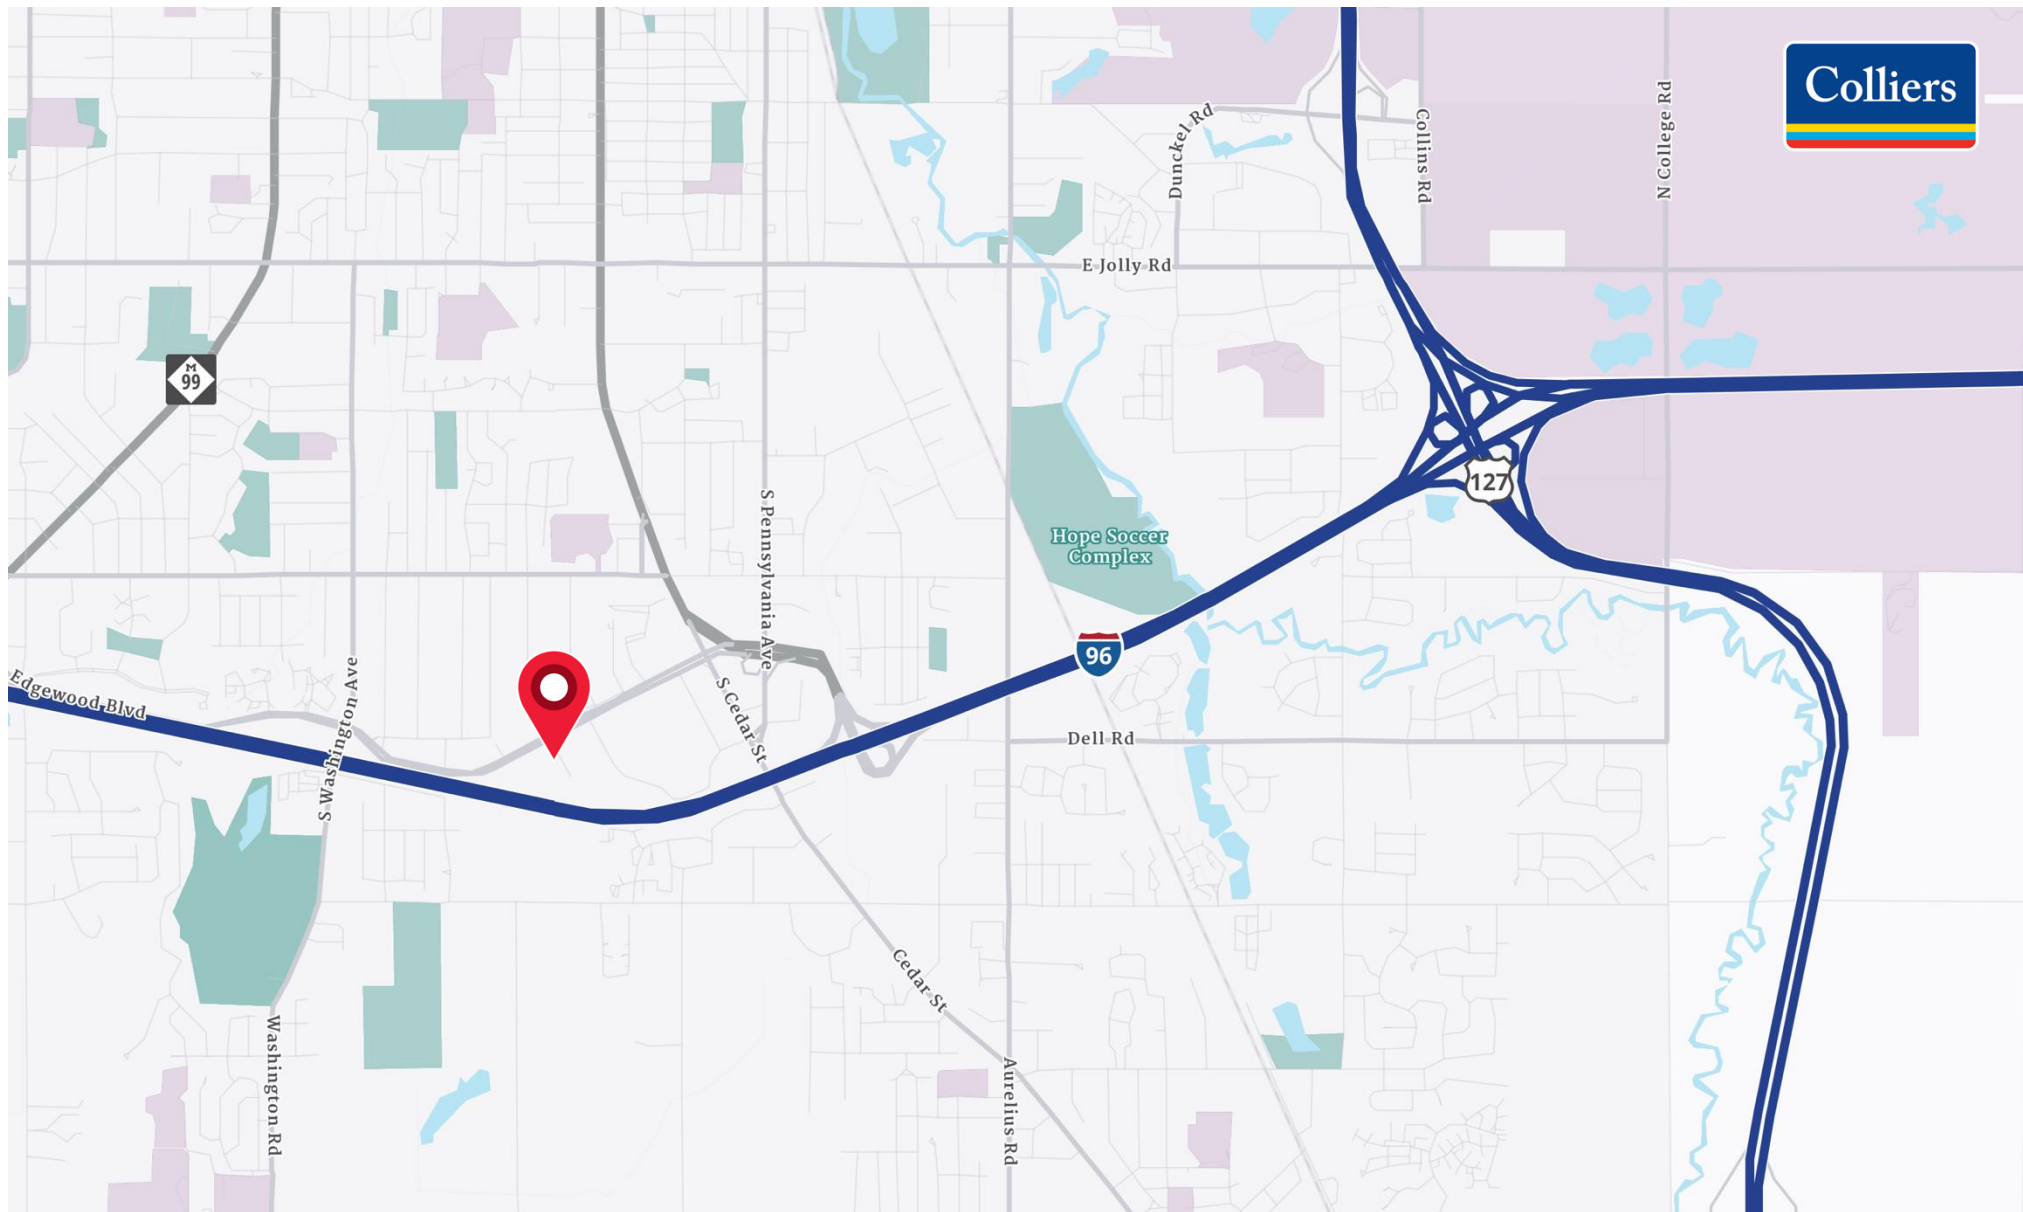 Colliers
N College Rd
Collins Rd
Dunckel Rd
E Jolly Rd
M
99
127
S Pennsylvania Ave
Hope Soccer
Complex
96
Edgewood Blvd
S Washington Ave
S Cedar St
Dell Rd
Cedar St
Washington Rd
Aurelius Rd